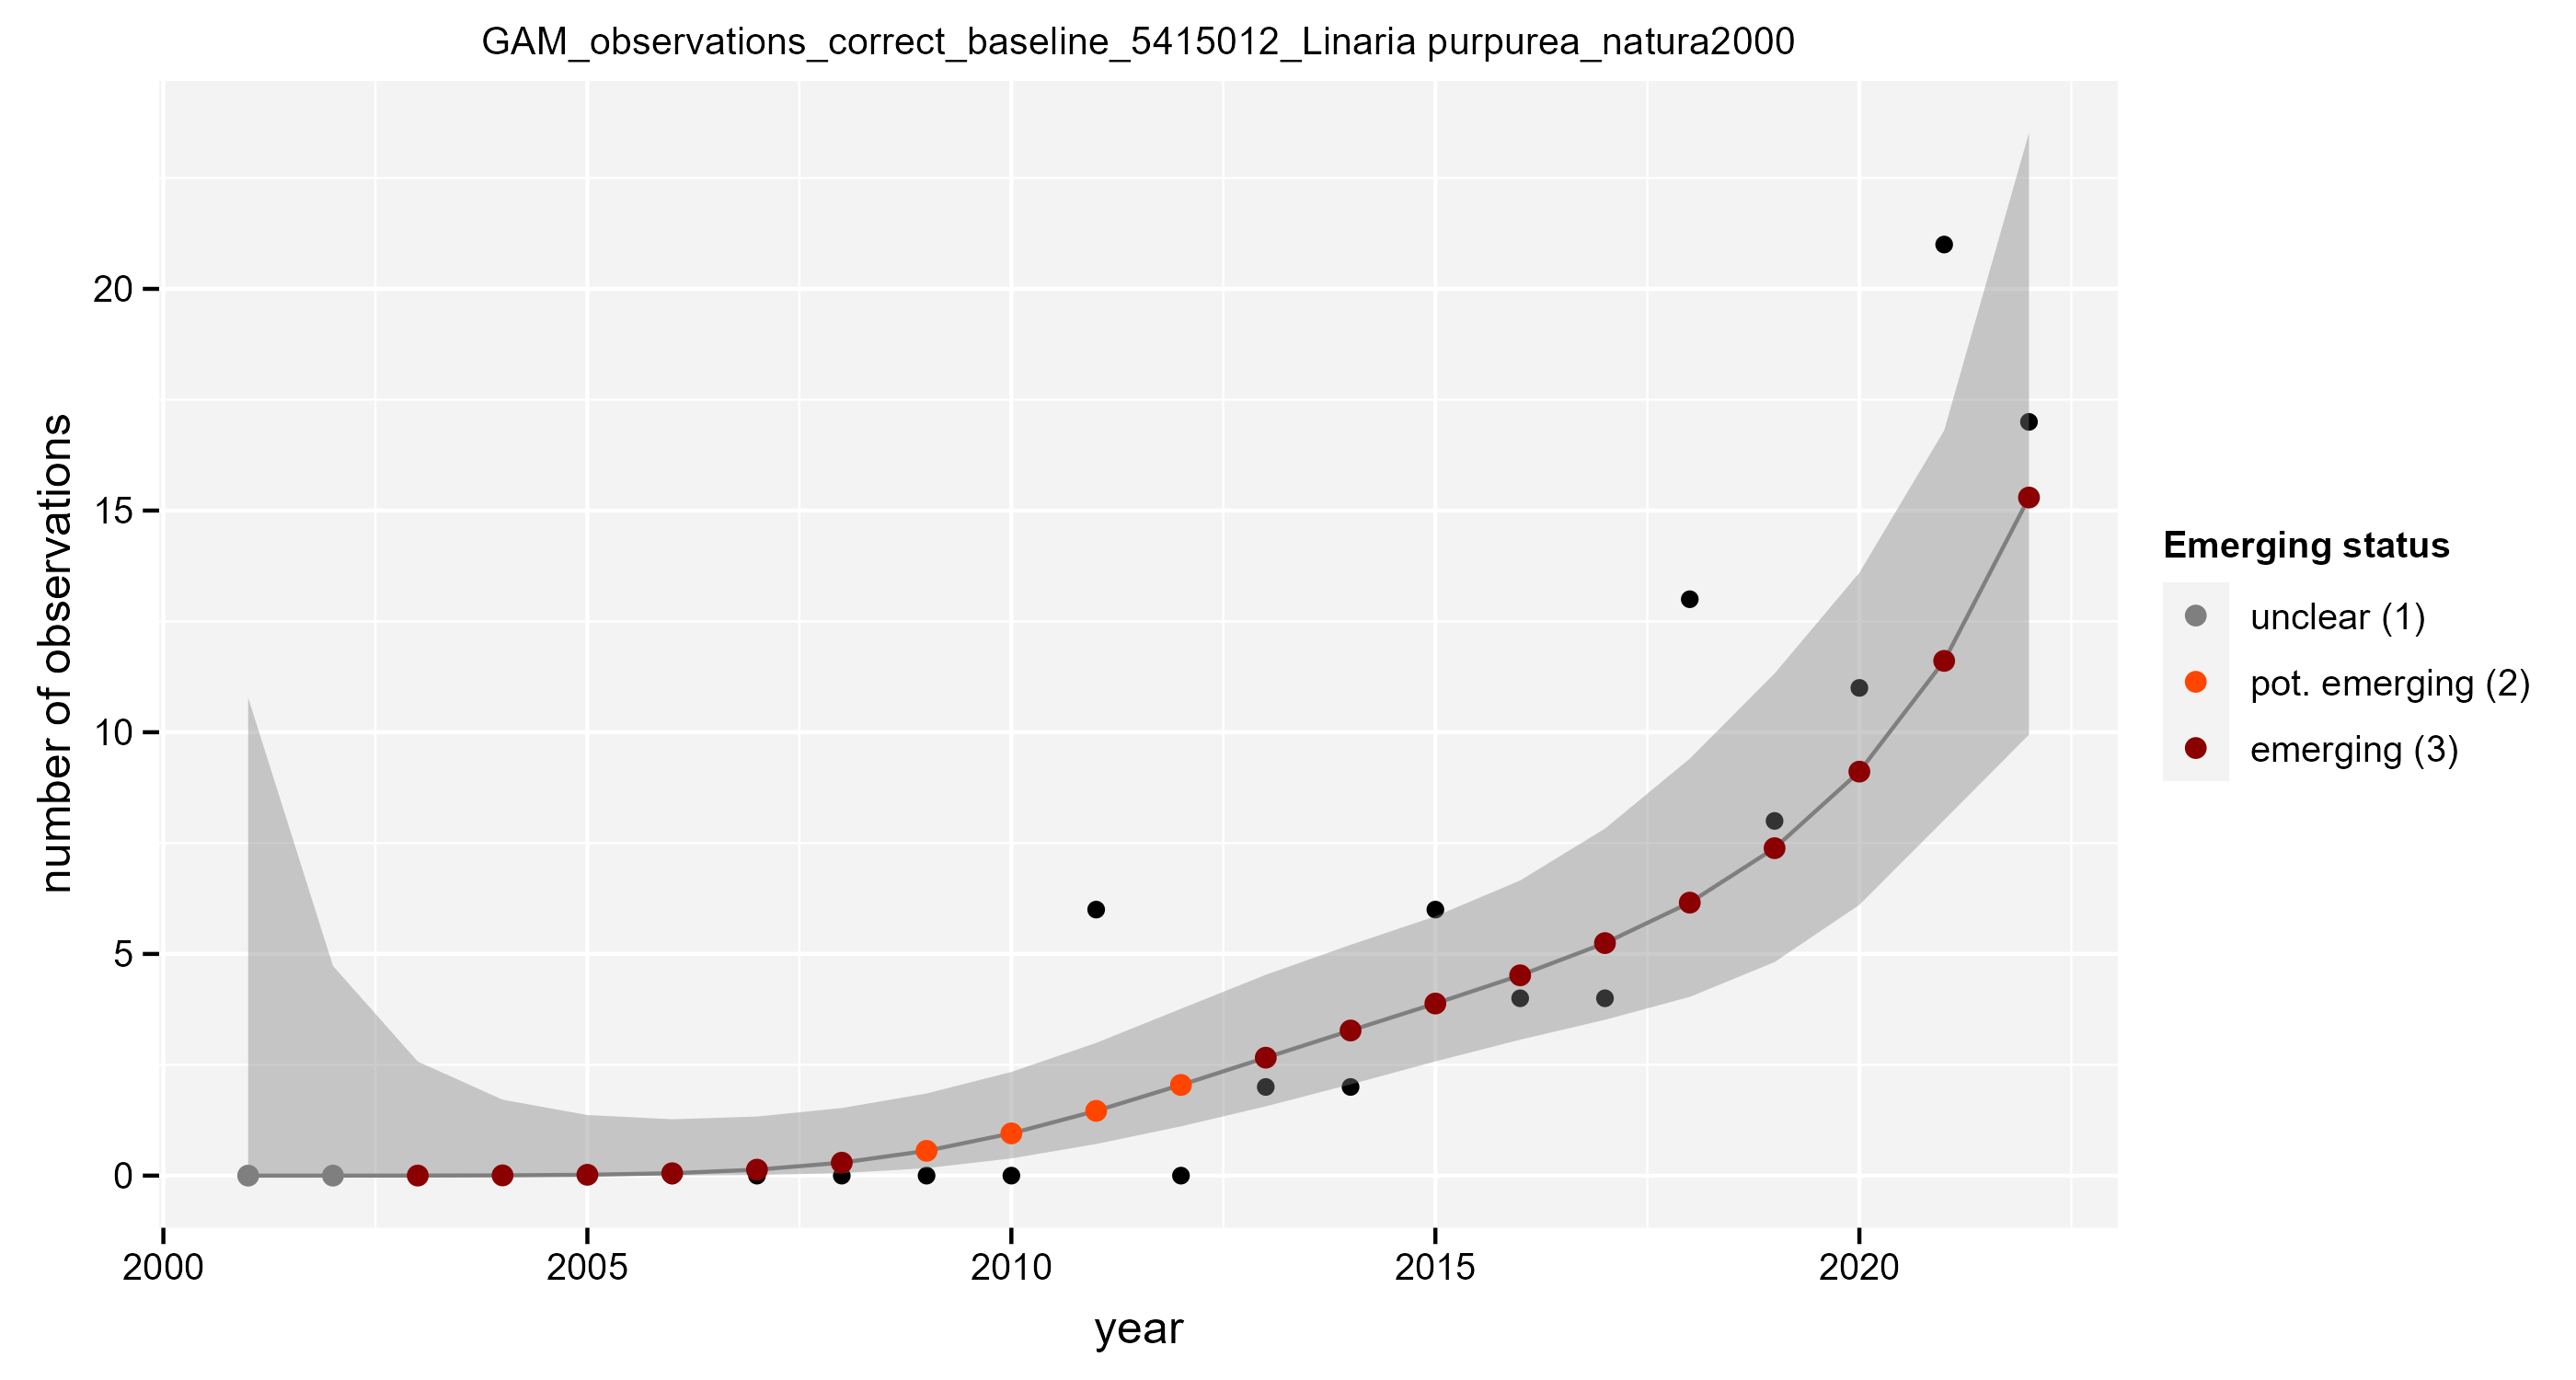 GAM_observations_correct_baseline_5415012_Linaria purpurea_natura2000
number of observations
20
15
10
5
0
2000 2005 2010 2015 2020
year
Emerging status
unclear (1)
pot. emerging (2)
emerging (3)